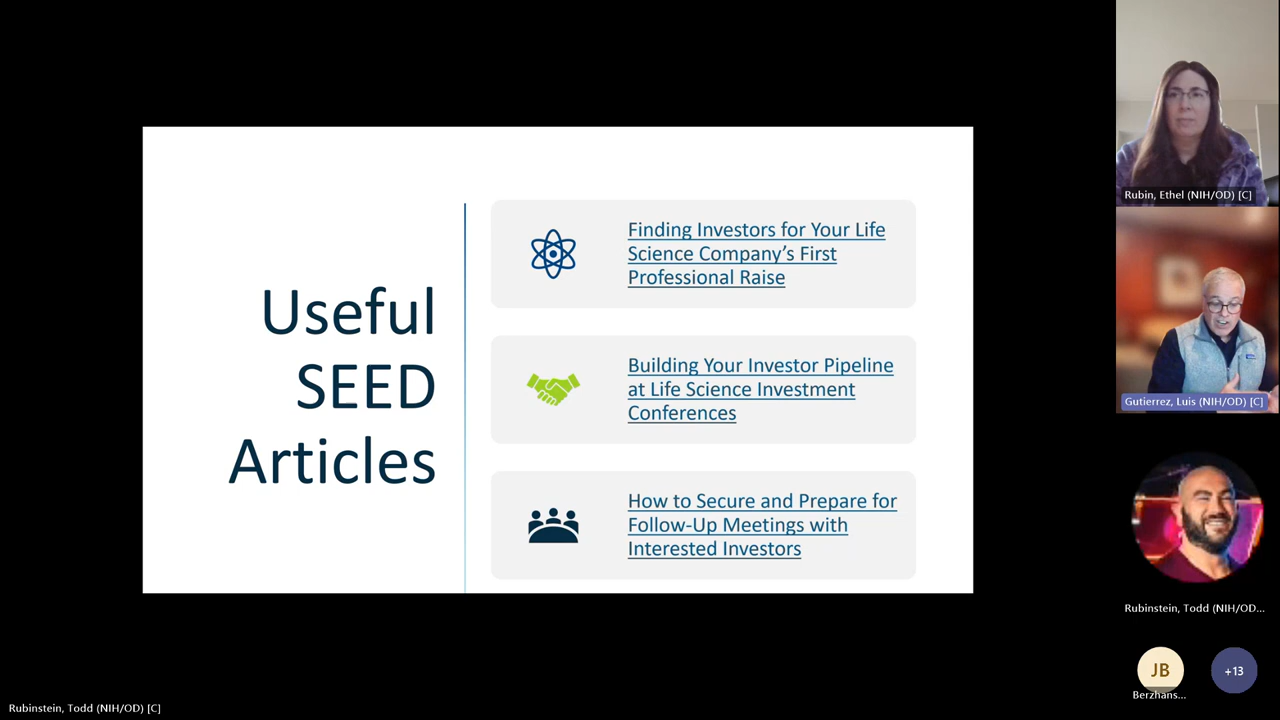 Useful
SEED
Articles
Finding Investors for Your Life
Science Company’s First
Professional Raise
Building Your Investor Pipeline
at Life Science Investment
Conferences
How to Secure and Prepare for
Follow-Up Meetings with
Interested Investors
Rubin, Ethel (NIH/OD) [C]
Gutierrez, Luis (NIH/OD) [C]
Rubinstein, Todd (NIH/OD...
JB
+13
Berzhans...
Rubinstein, Todd (NIH/OD) [C]